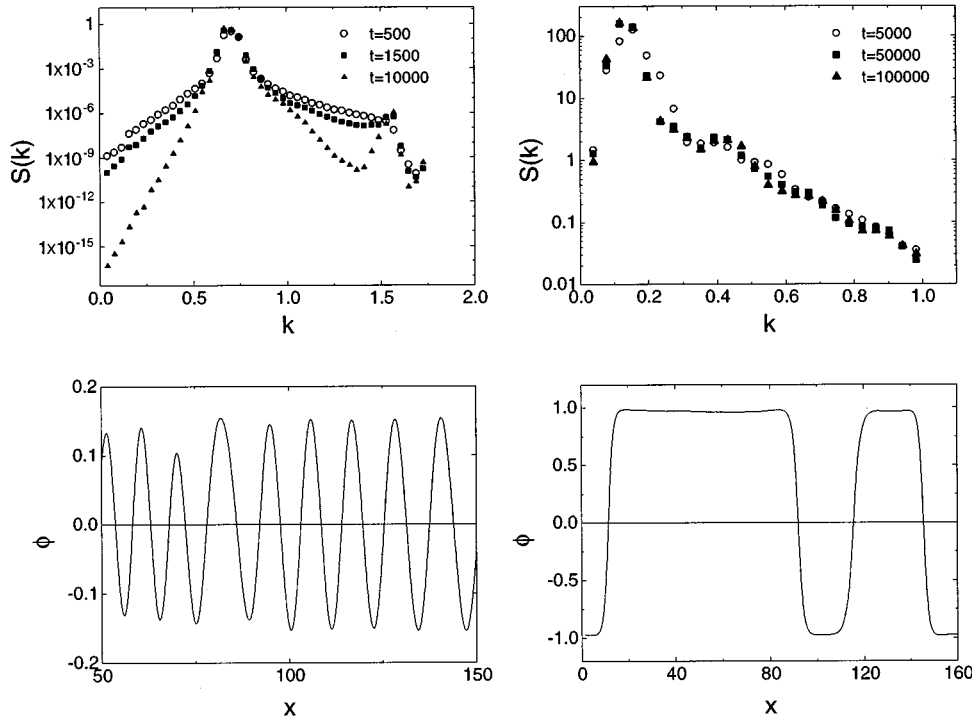 1
1x10⁻³
1x10⁻⁶
1x10⁻⁹
1x10⁻¹²
1x10⁻¹⁵
S(k)
○ t=500
■ t=1500
▲ t=10000
0.0 0.5 1.0 1.5 2.0
k
100
10
1
0.1
0.01
S(k)
○ t=5000
■ t=50000
▲ t=100000
0.0 0.2 0.4 0.6 0.8 1.0
k
0.2
0.1
0.0
-0.1
-0.2
ϕ
50 100 150
x
1.0
0.5
0.0
-0.5
-1.0
ϕ
0 40 80 120 160
x